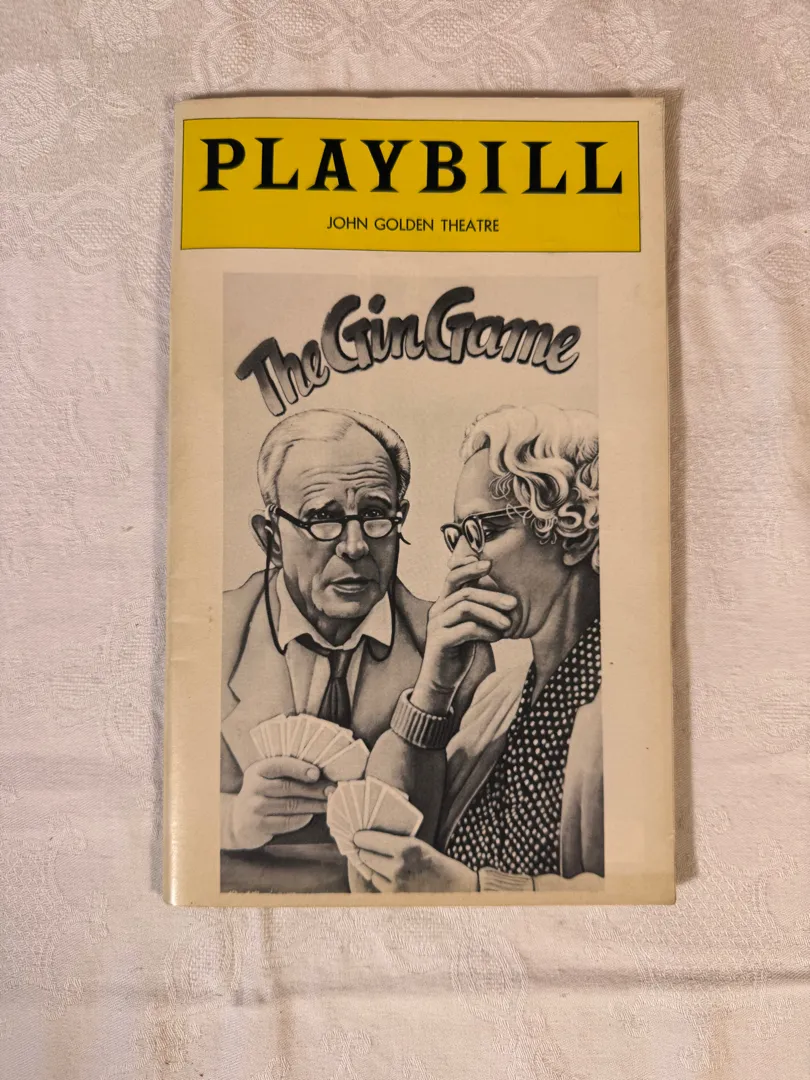 PLAYBILL
JOHN GOLDEN THEATRE
The Gin Game